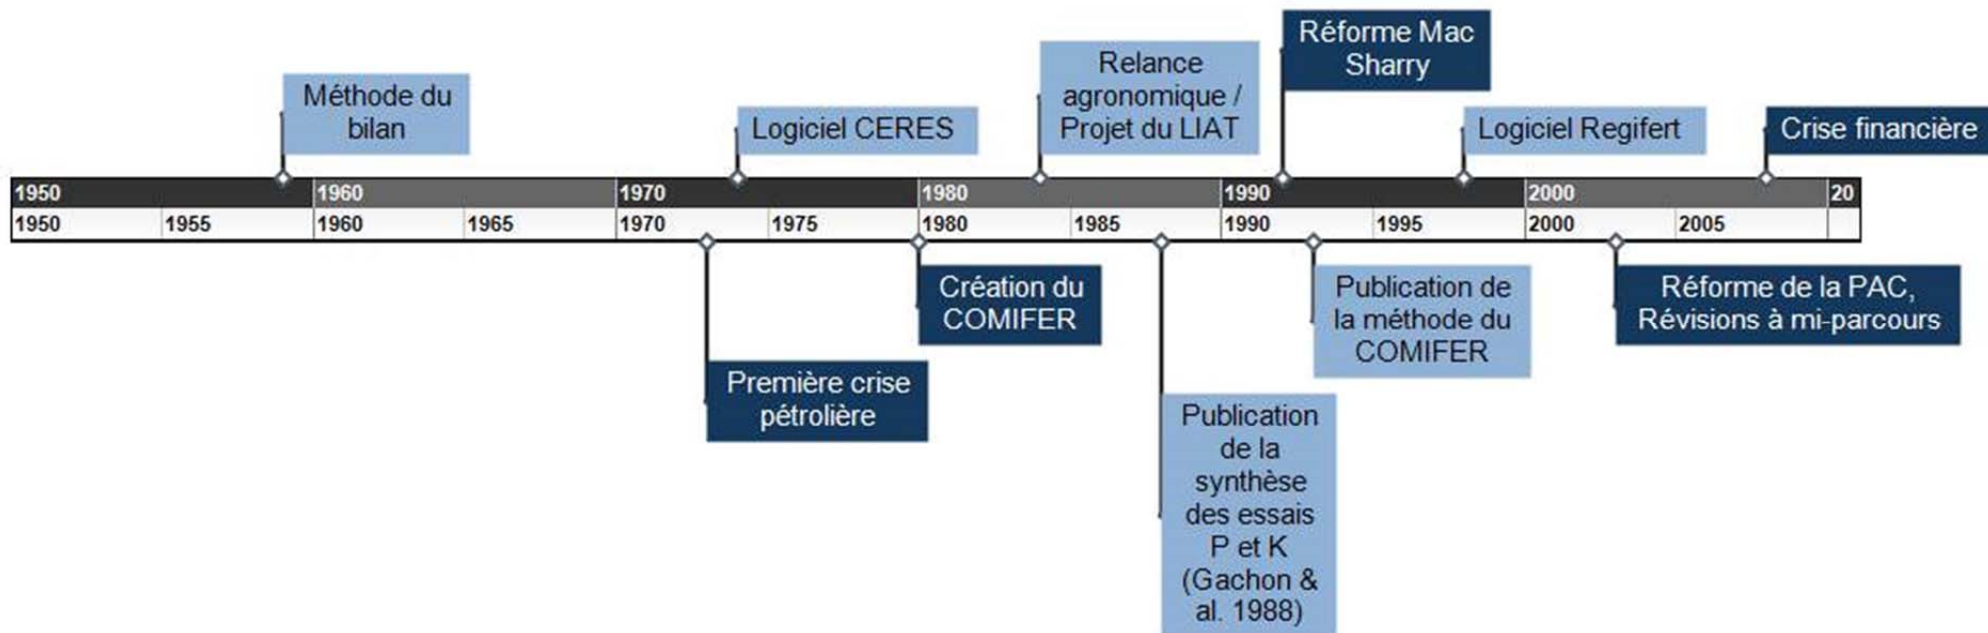 Réforme Mac
Sharry
Relance
agronomique /
Projet du LIAT
Méthode du
bilan
Logiciel CERES
Logiciel Regifert
Crise financière
1950 1960 1970 1980 1990 2000 20
1950 1955 1960 1965 1970 1975 1980 1985 1990 1995 2000 2005
Création du
COMIFER
Publication de
la méthode du
COMIFER
Réforme de la PAC,
Révisions à mi-parcours
Première crise
pétrolière
Publication
de la
synthèse
des essais
P et K
(Gachon &
al. 1988)